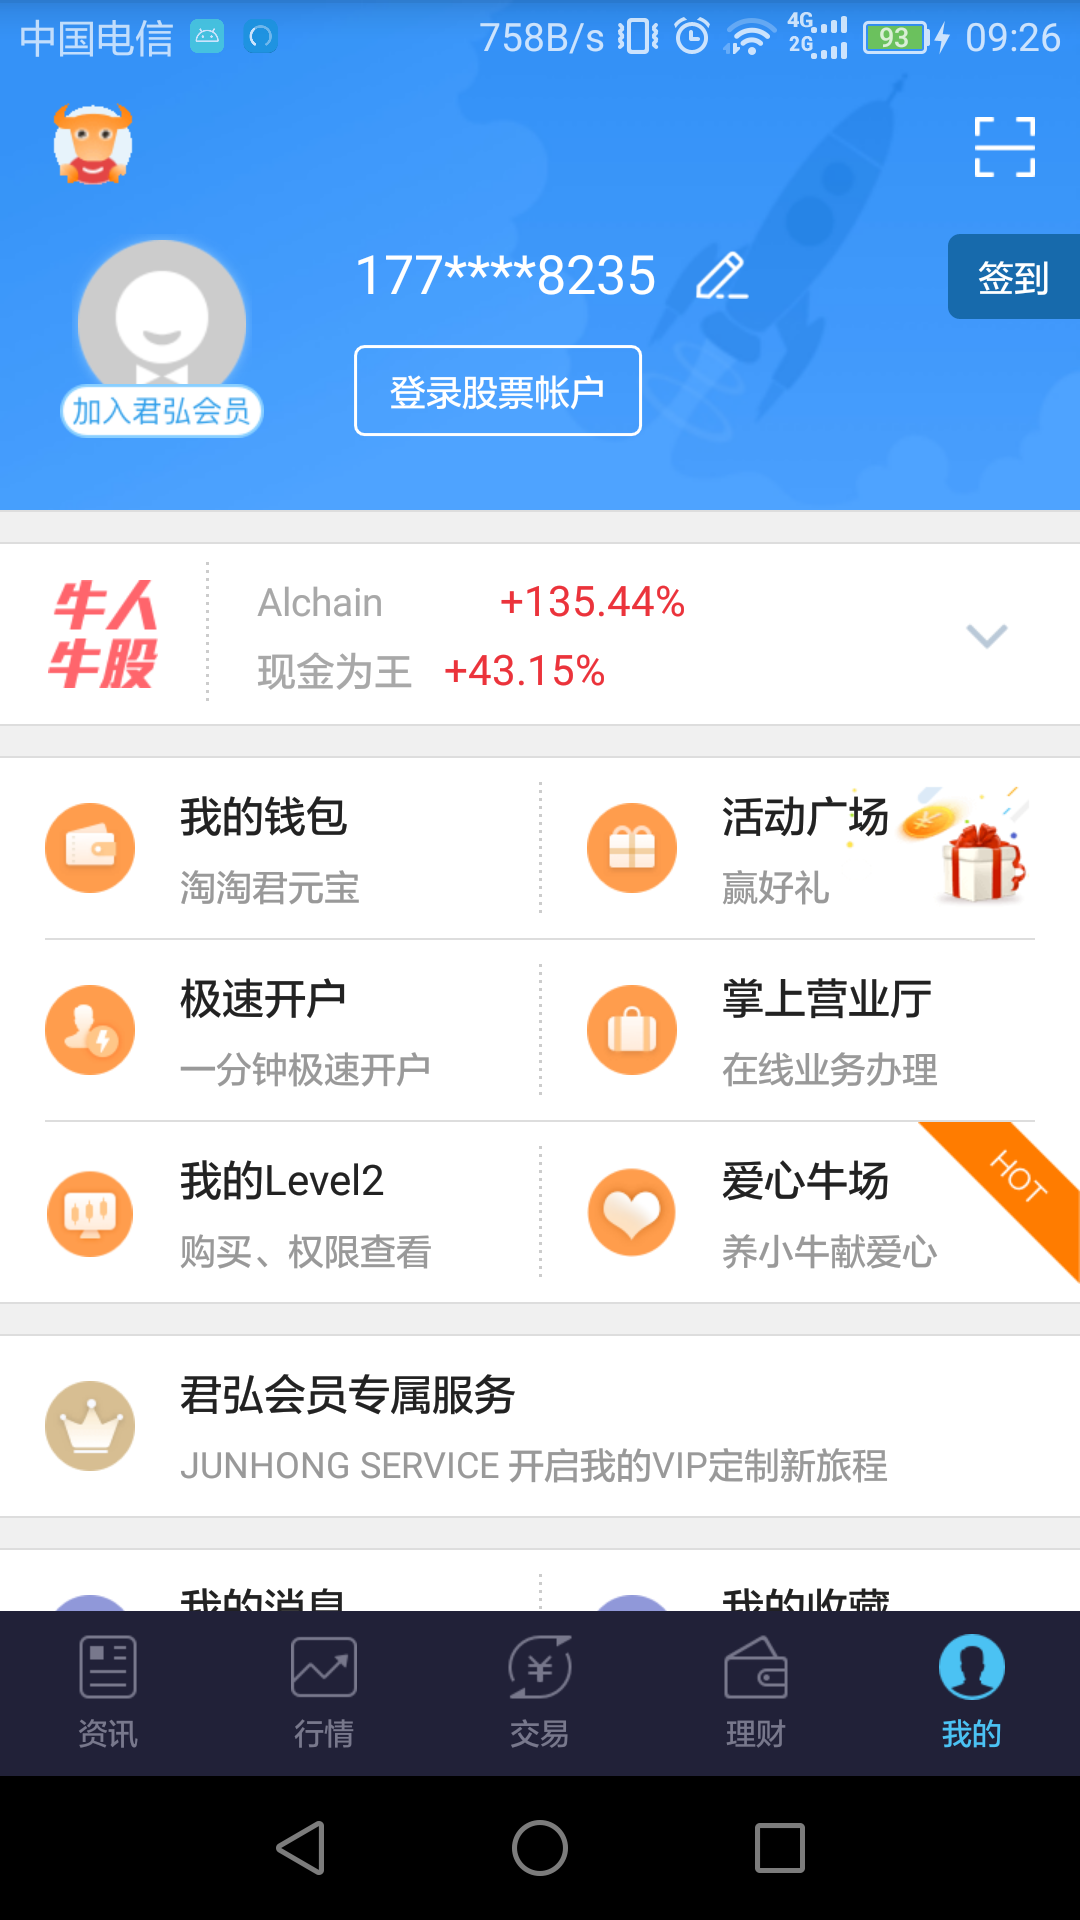 中国电信 758B/s 4G 2G 93 09:26
177****8235
签到
登录股票帐户
加入君弘会员
牛人
牛股
Alchain +135.44%
现金为王 +43.15%
我的钱包
淘淘君元宝
活动广场
赢好礼
极速开户
一分钟极速开户
掌上营业厅
在线业务办理
我的Level2
购买、权限查看
爱心牛场
养小牛献爱心
HOT
君弘会员专属服务
JUNHONG SERVICE 开启我的VIP定制新旅程
我的消息
我的收藏
资讯
行情
交易
理财
我的